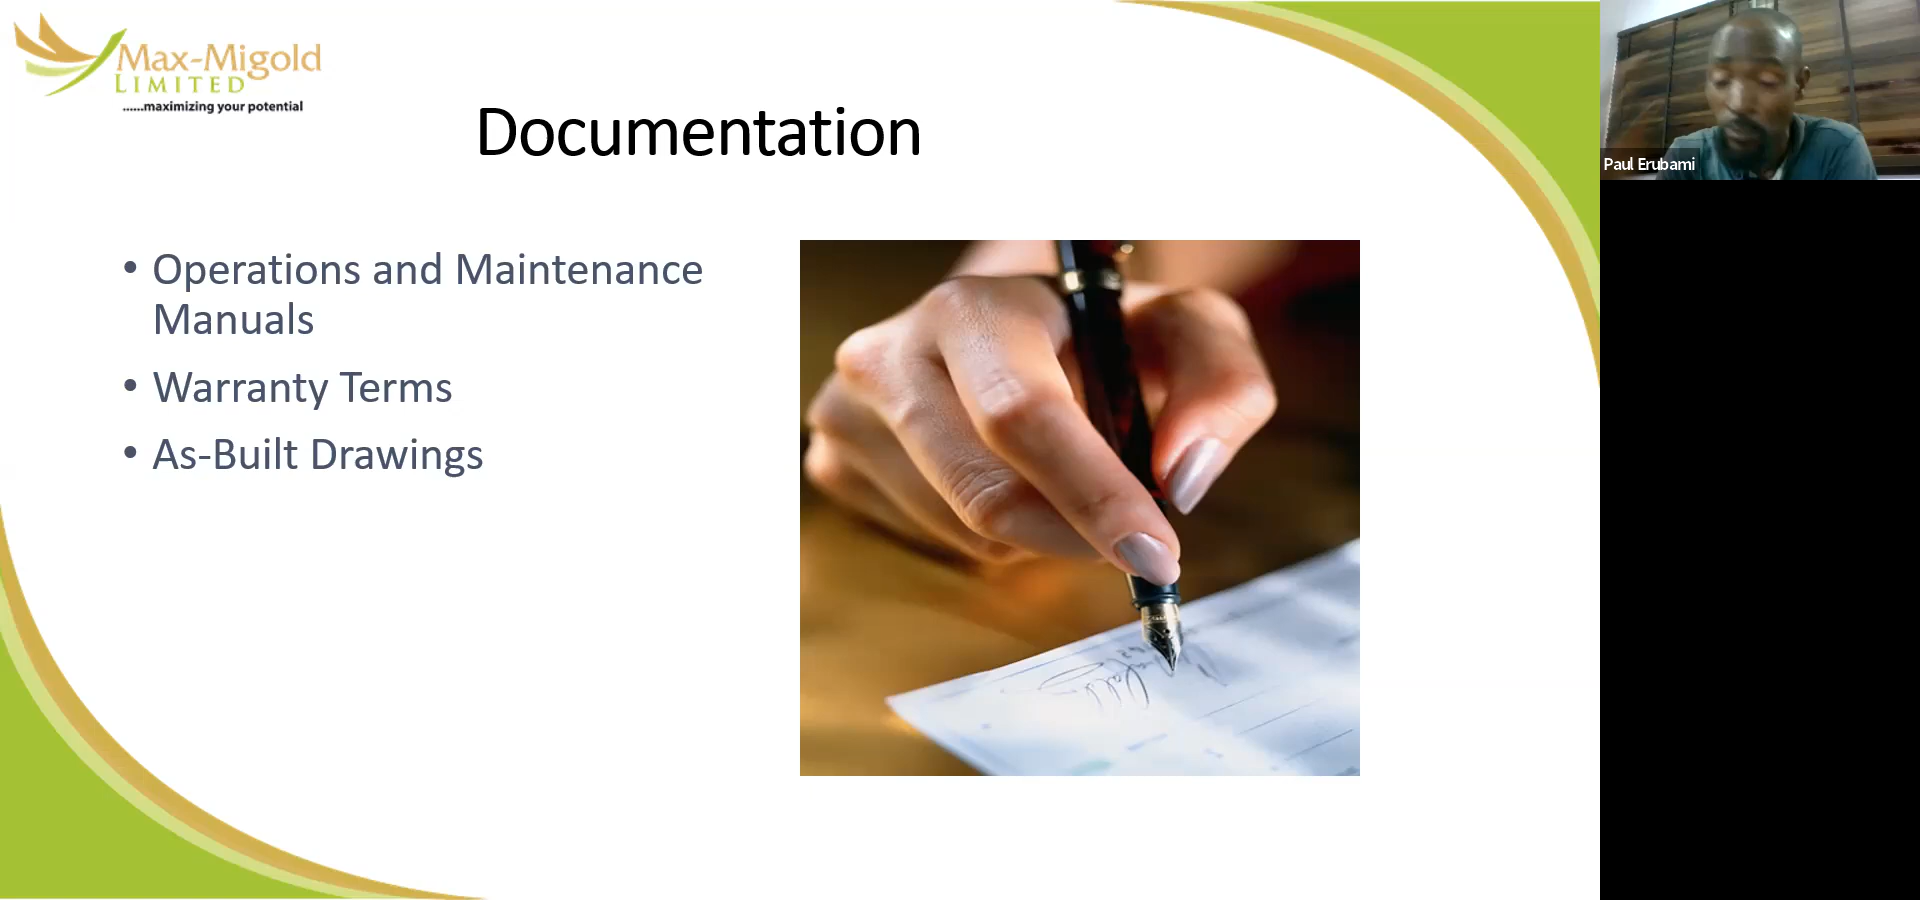 Max-Migold
LIMITED
......maximizing your potential
Documentation
• Operations and Maintenance
Manuals
• Warranty Terms
• As-Built Drawings
Paul Erubami